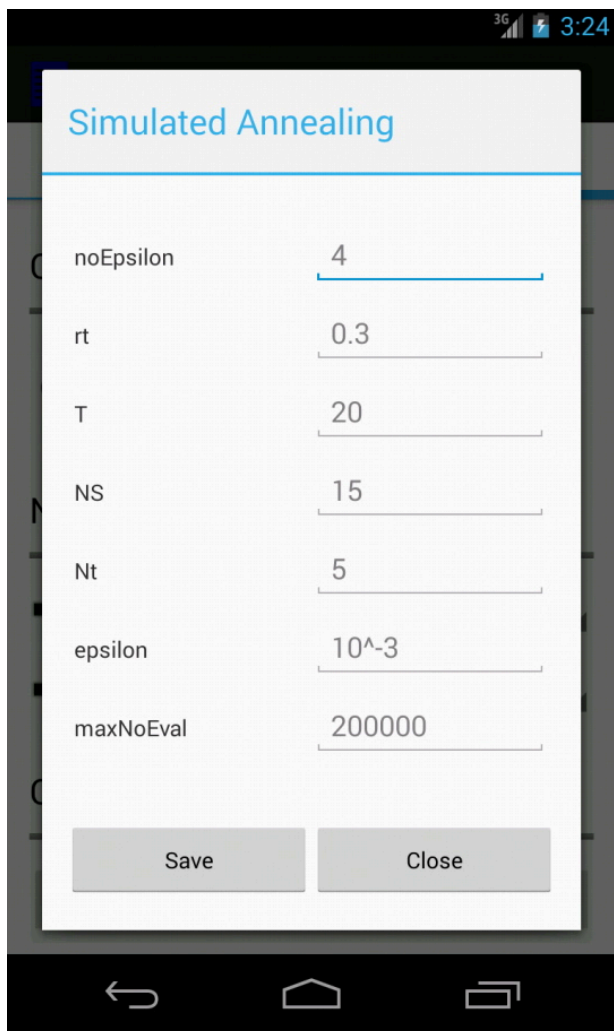 3G 3:24
Simulated Annealing
noEpsilon 4
rt 0.3
T 20
NS 15
Nt 5
epsilon 10^-3
maxNoEval 200000
Save Close